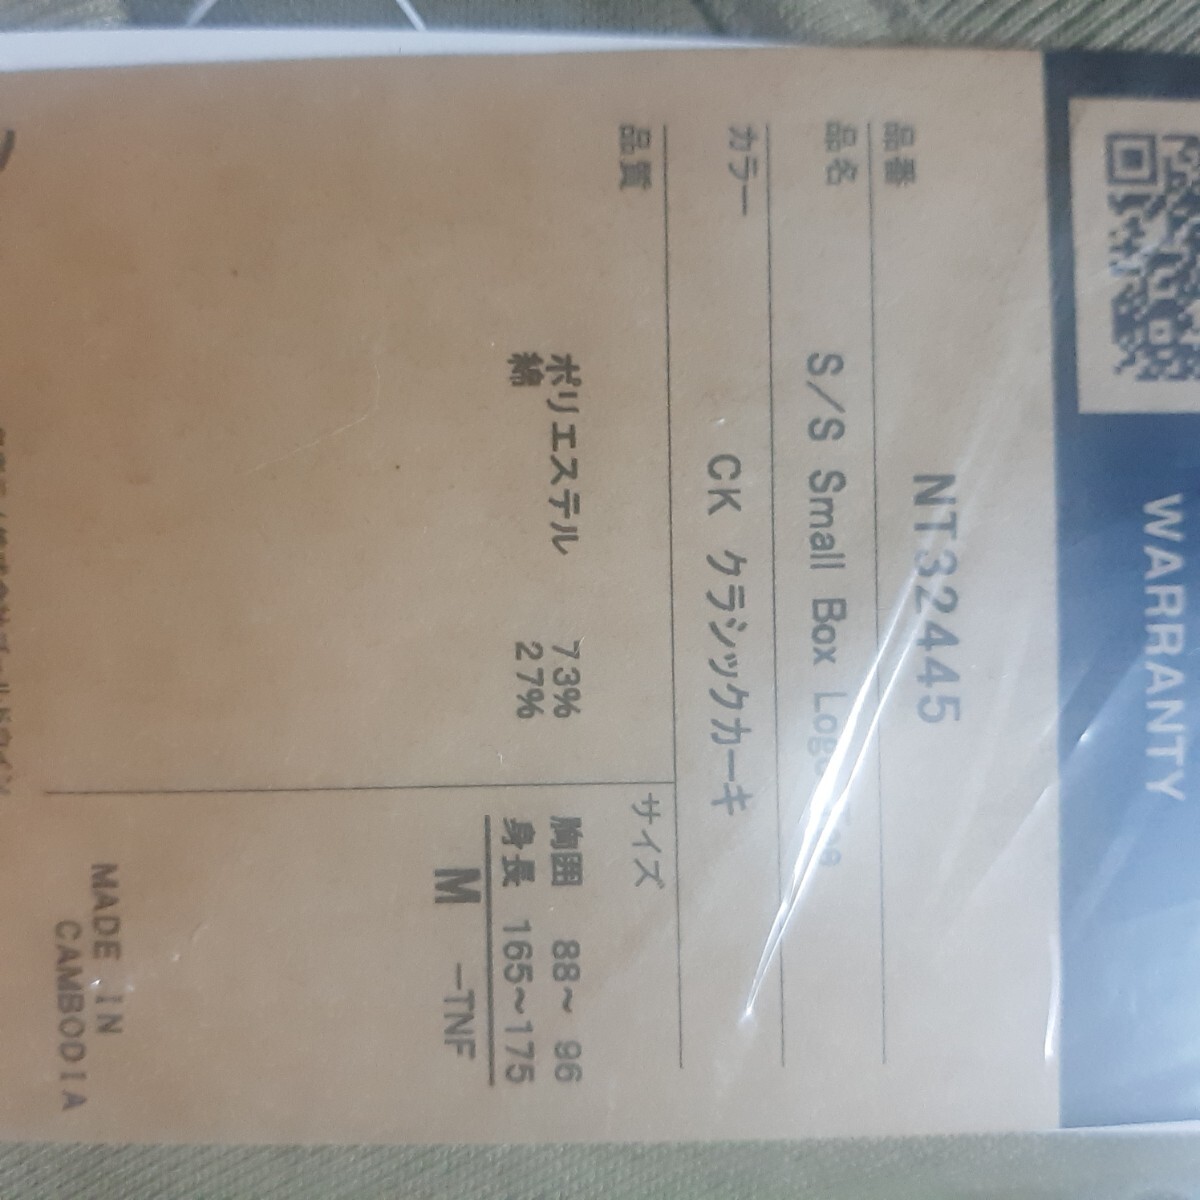 WARRANTY
品番 NT32445
品名 S/S Small Box Logo Tee
カラー CK クラシックカーキ
品質
ポリエステル 73%
綿 27%
サイズ
胸囲 88～ 96
身長 165～175
M -TNF
MADE IN
CAMBODIA